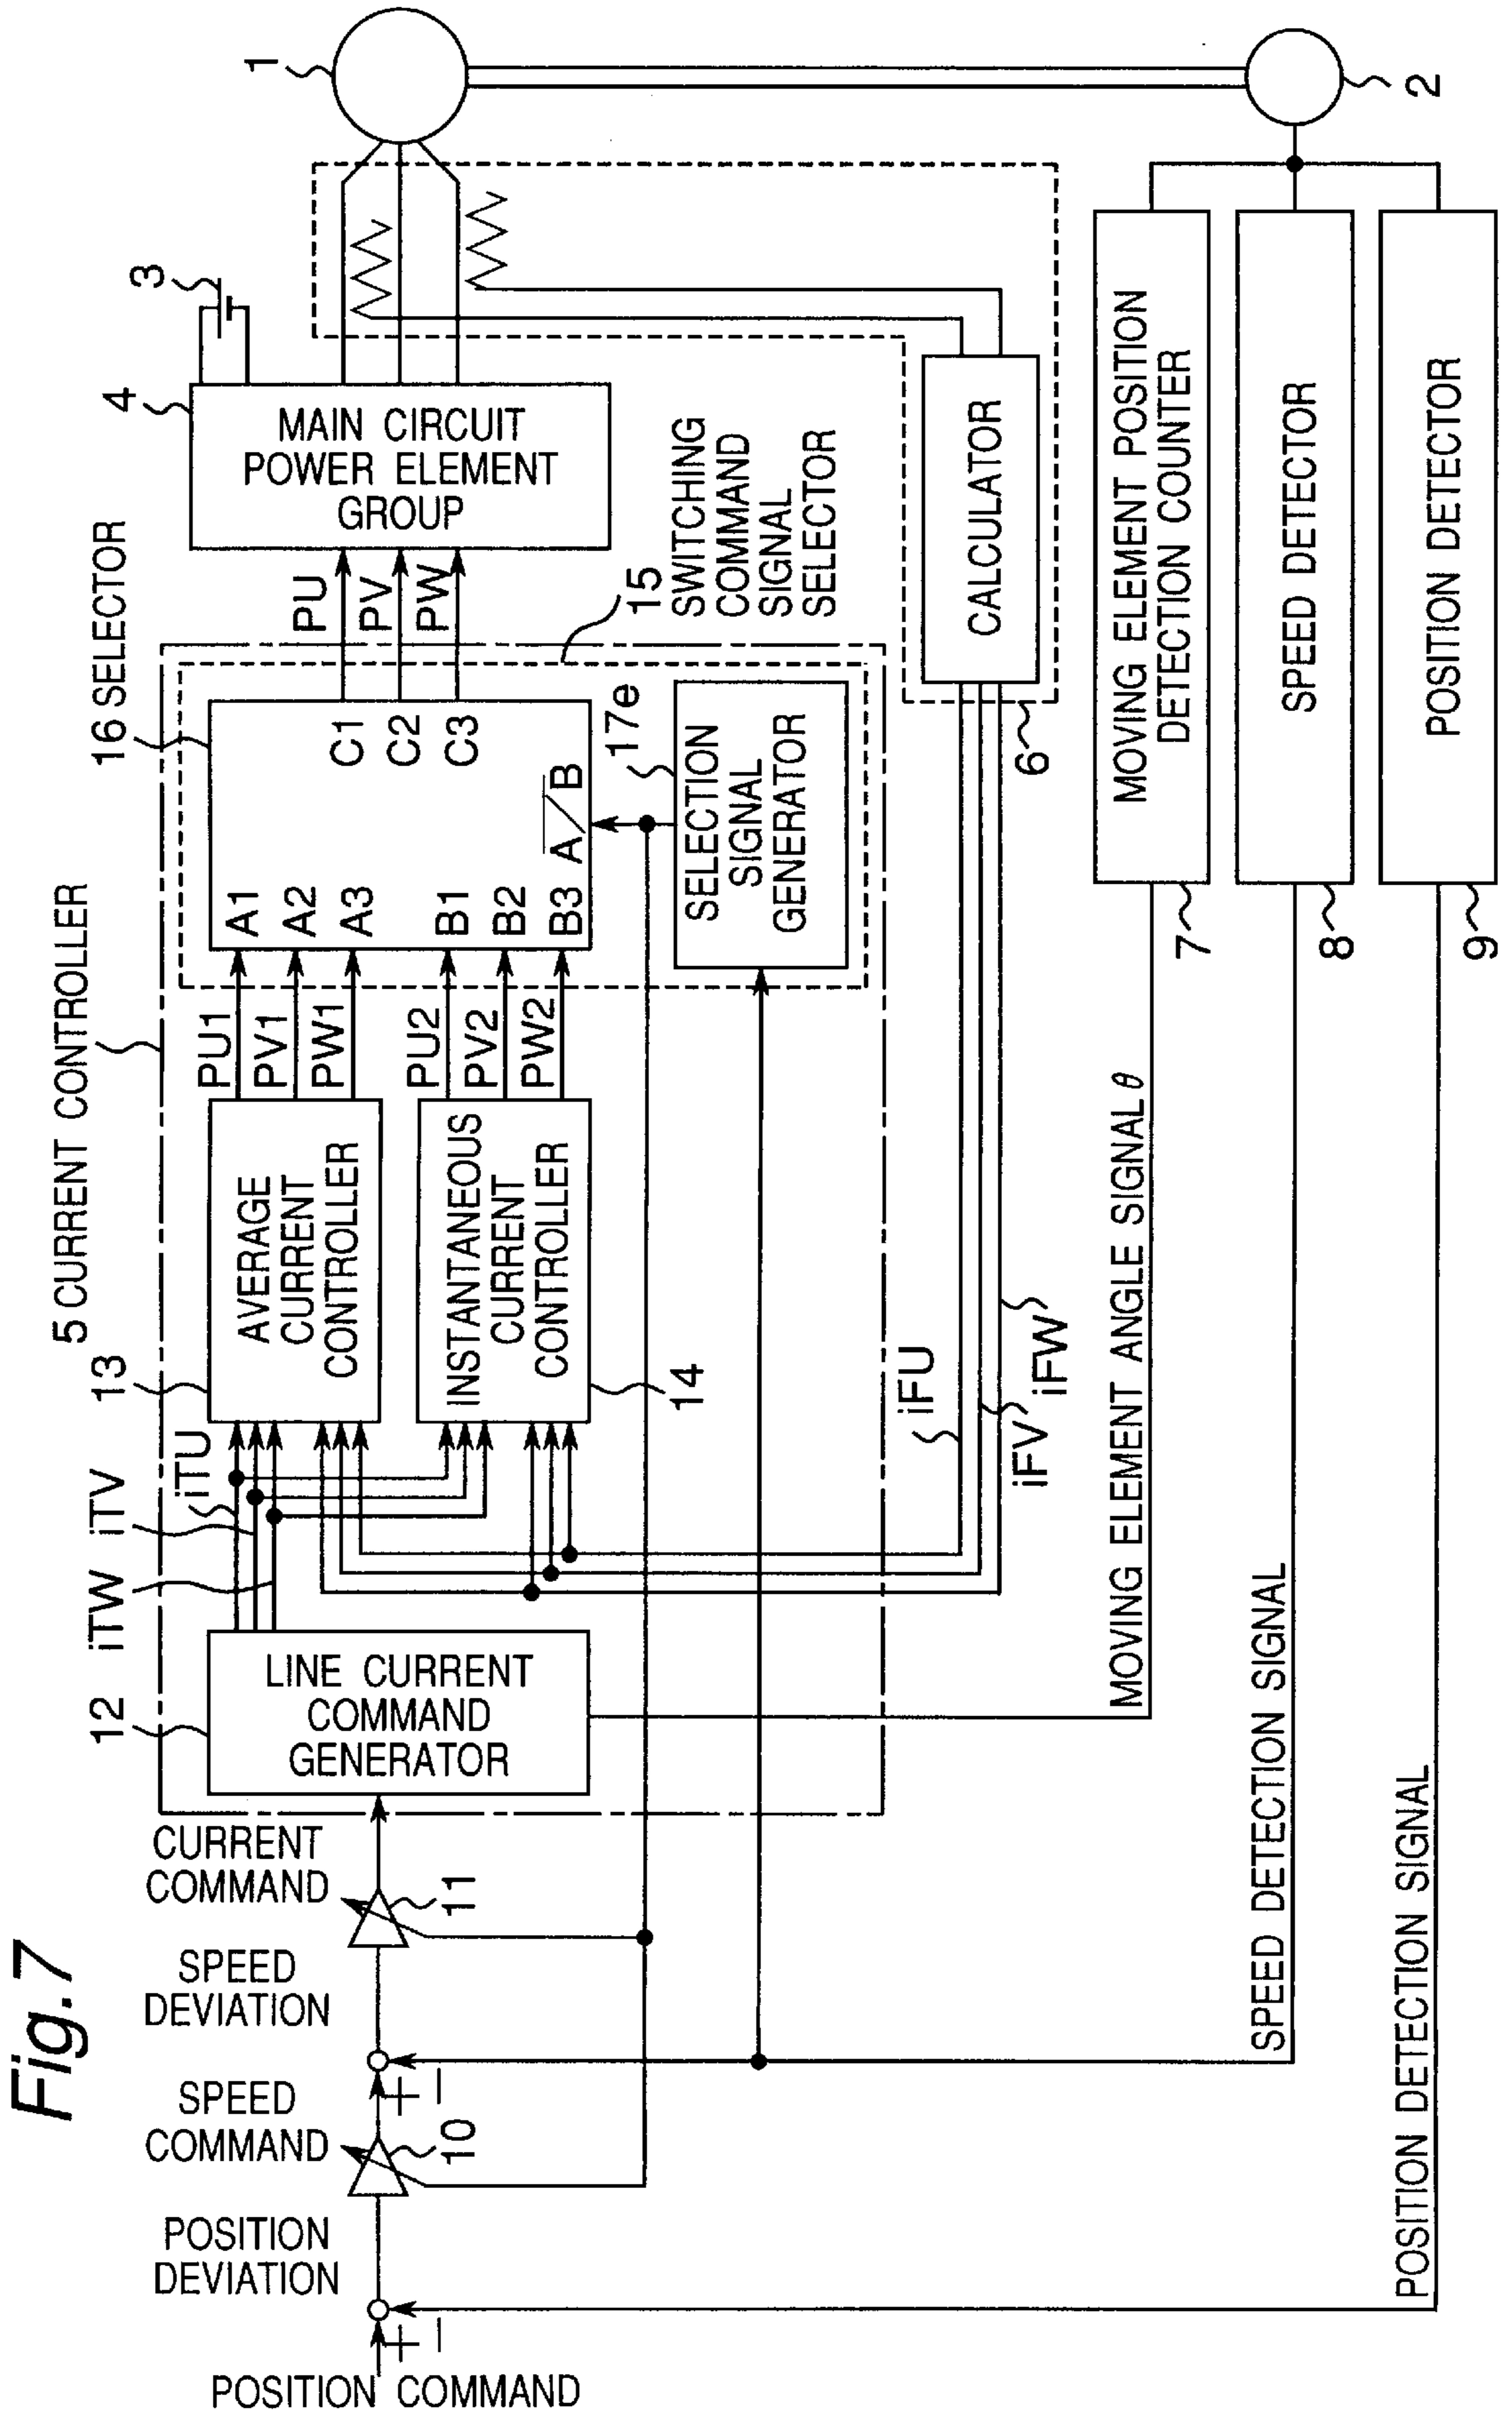 Fig.7
POSITION COMMAND
+
−
POSITION
DEVIATION
10
SPEED
COMMAND
+
−
SPEED
DEVIATION
11
CURRENT
COMMAND
5 CURRENT CONTROLLER
12
LINE CURRENT
COMMAND
GENERATOR
iTW
iTV
iTU
13
AVERAGE
CURRENT
CONTROLLER
14
INSTANTANEOUS
CURRENT
CONTROLLER
PU1
PV1
PW1
PU2
PV2
PW2
16 SELECTOR
A1
A2
A3
B1
B2
B3
C1
C2
C3
A̅/B
17e
SELECTION
SIGNAL
GENERATOR
15
SWITCHING
COMMAND
SIGNAL
SELECTOR
PU
PV
PW
4
MAIN CIRCUIT
POWER ELEMENT
GROUP
3
1
2
6
CALCULATOR
iFU
iFV
iFW
7
MOVING ELEMENT POSITION
DETECTION COUNTER
8
SPEED DETECTOR
9
POSITION DETECTOR
MOVING ELEMENT ANGLE SIGNAL θ
SPEED DETECTION SIGNAL
POSITION DETECTION SIGNAL